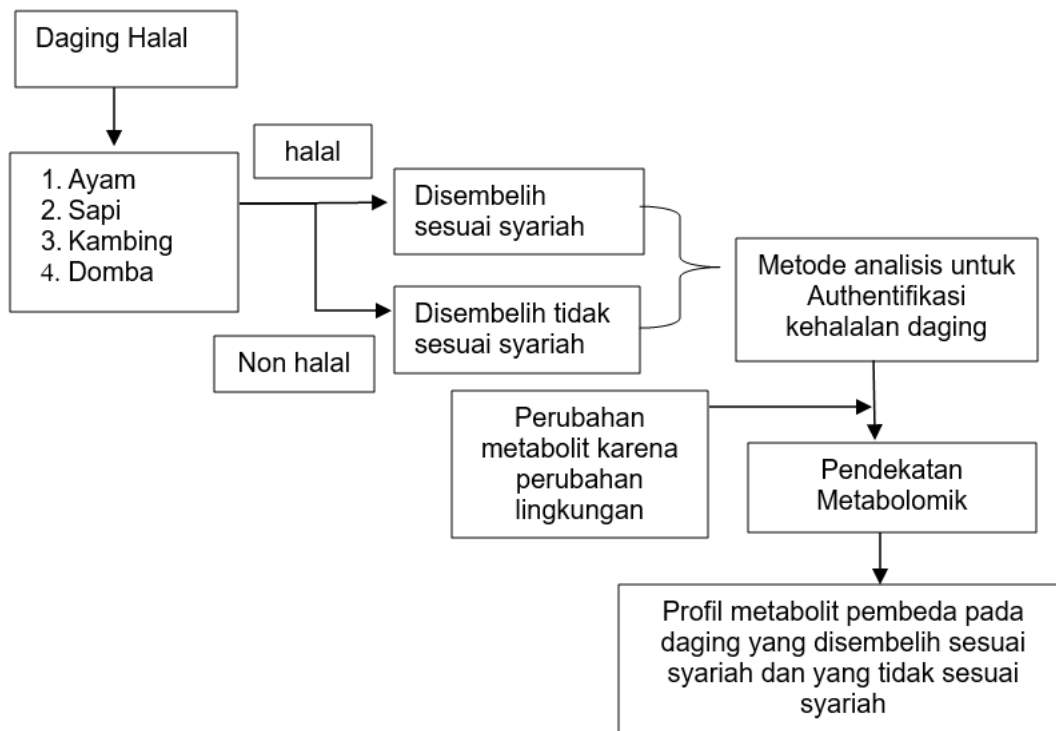 Daging Halal
1. Ayam
2. Sapi
3. Kambing
4. Domba
halal
Non halal
Disembelih
sesuai syariah
Disembelih tidak
sesuai syariah
Metode analisis untuk
Authentifikasi
kehalalan daging
Perubahan
metabolit karena
perubahan
lingkungan
Pendekatan
Metabolomik
Profil metabolit pembeda pada
daging yang disembelih sesuai
syariah dan yang tidak sesuai
syariah